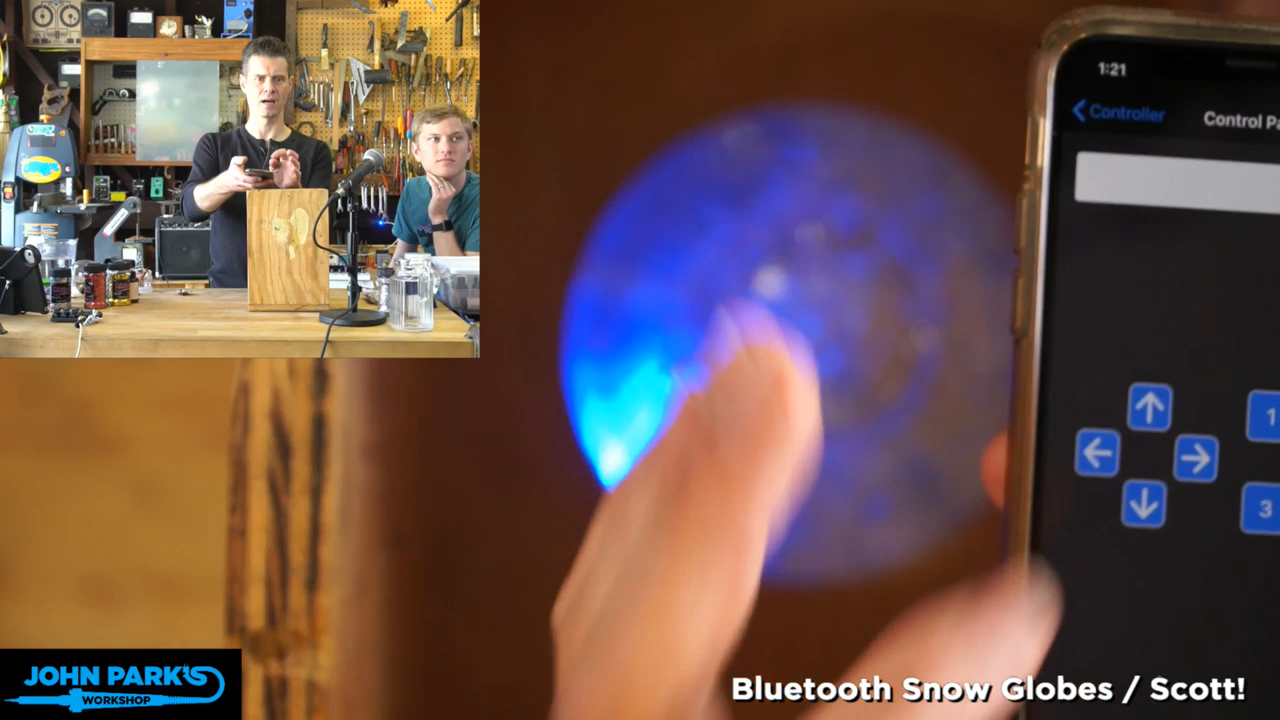 1:21
Controller
Control Pa
1
3
JOHN PARK'S
WORKSHOP
Bluetooth Snow Globes / Scott!